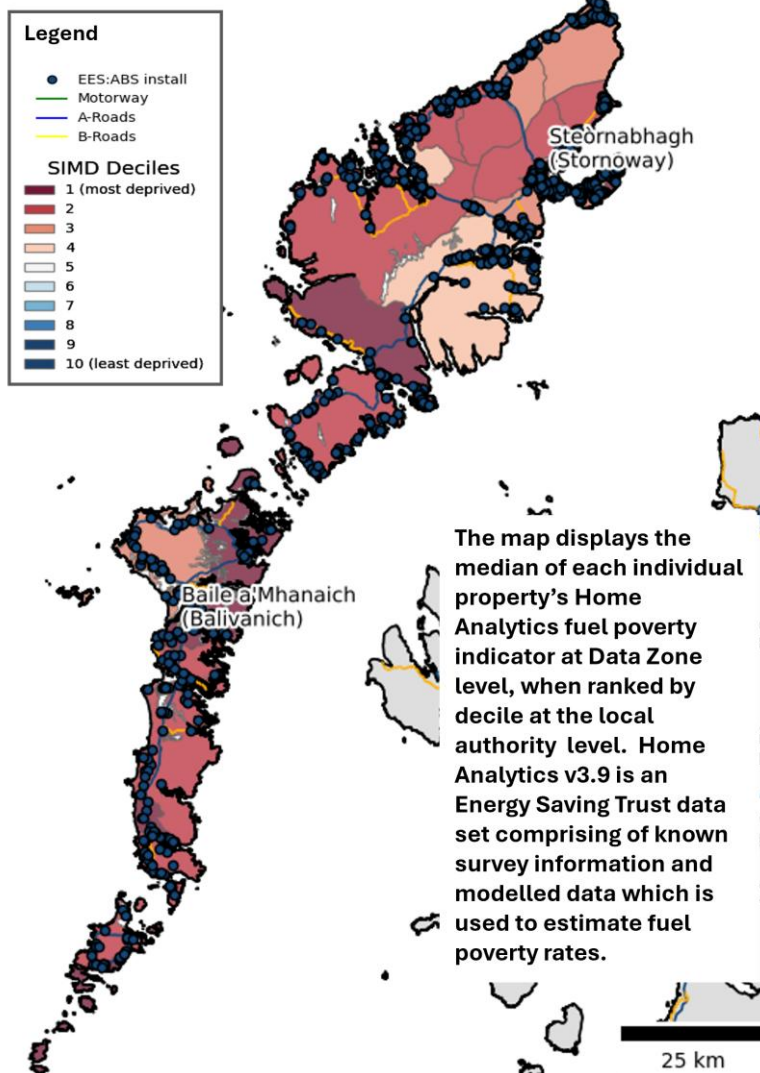 Legend
EES:ABS install
Motorway
A-Roads
B-Roads
SIMD Deciles
1 (most deprived)
2
3
4
5
6
7
8
9
10 (least deprived)
Steòrnabhagh
(Stornoway)
Baile a'Mhanaich
(Balivanich)
The map displays the
median of each individual
property’s Home
Analytics fuel poverty
indicator at Data Zone
level, when ranked by
decile at the local
authority level. Home
Analytics v3.9 is an
Energy Saving Trust data
set comprising of known
survey information and
modelled data which is
used to estimate fuel
poverty rates.
25 km